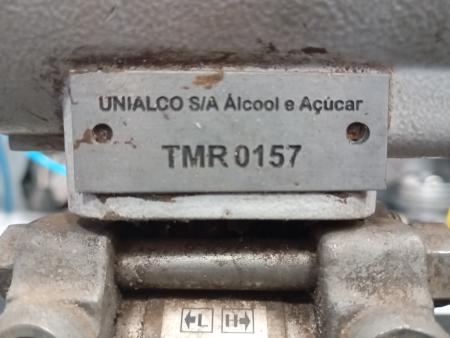 UNIALCO S/A Álcool e Açúcar
TMR 0157
←L H→